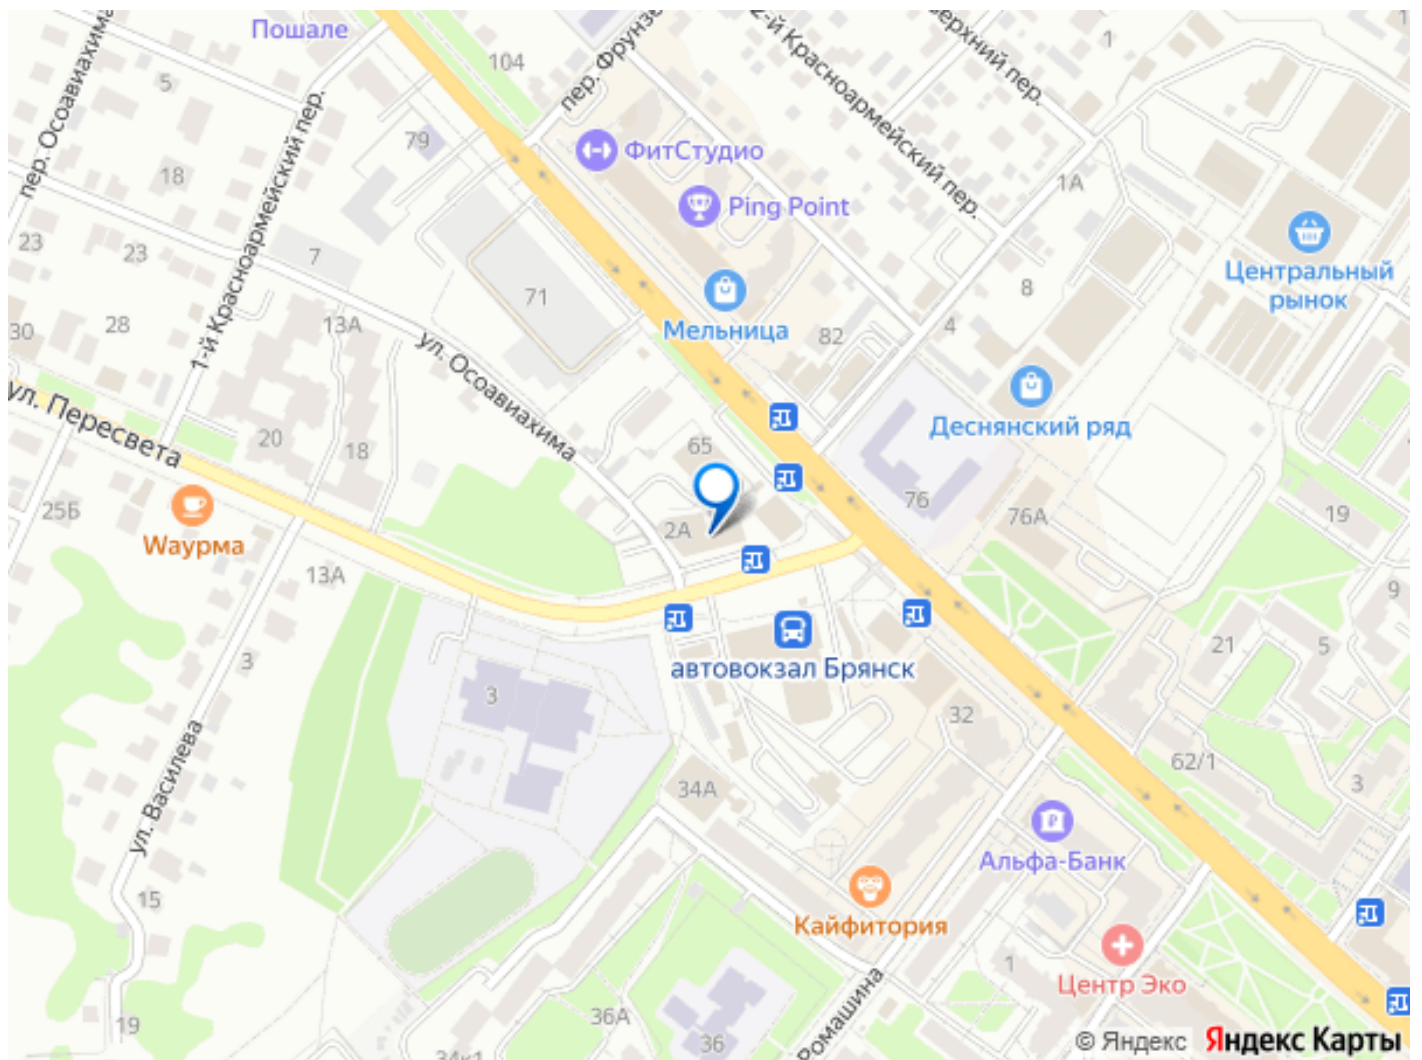 Пошале
104
5
пер. Осоавиахима
1-й Красноармейский пер.
пер. Фрунзе
2-й Красноармейский пер.
Верхний пер.
1
79
ФитСтудио
18
1А
Ping Point
23
23
7
Центральный
рынок
71
8
13А
28
30
Мельница
82
4
ул. Осоавиахима
ул. Пересвета
Деснянский ряд
20
18
65
25Б
76
76А
19
2А
Wаурма
13А
9
21
5
автовокзал Брянск
3
3
32
62/1
3
34А
ул. Василева
Альфа-Банк
15
Кайфитория
1
Центр Эко
19
36А
36
34к1
Ромашина
© Яндекс Яндекс Карты